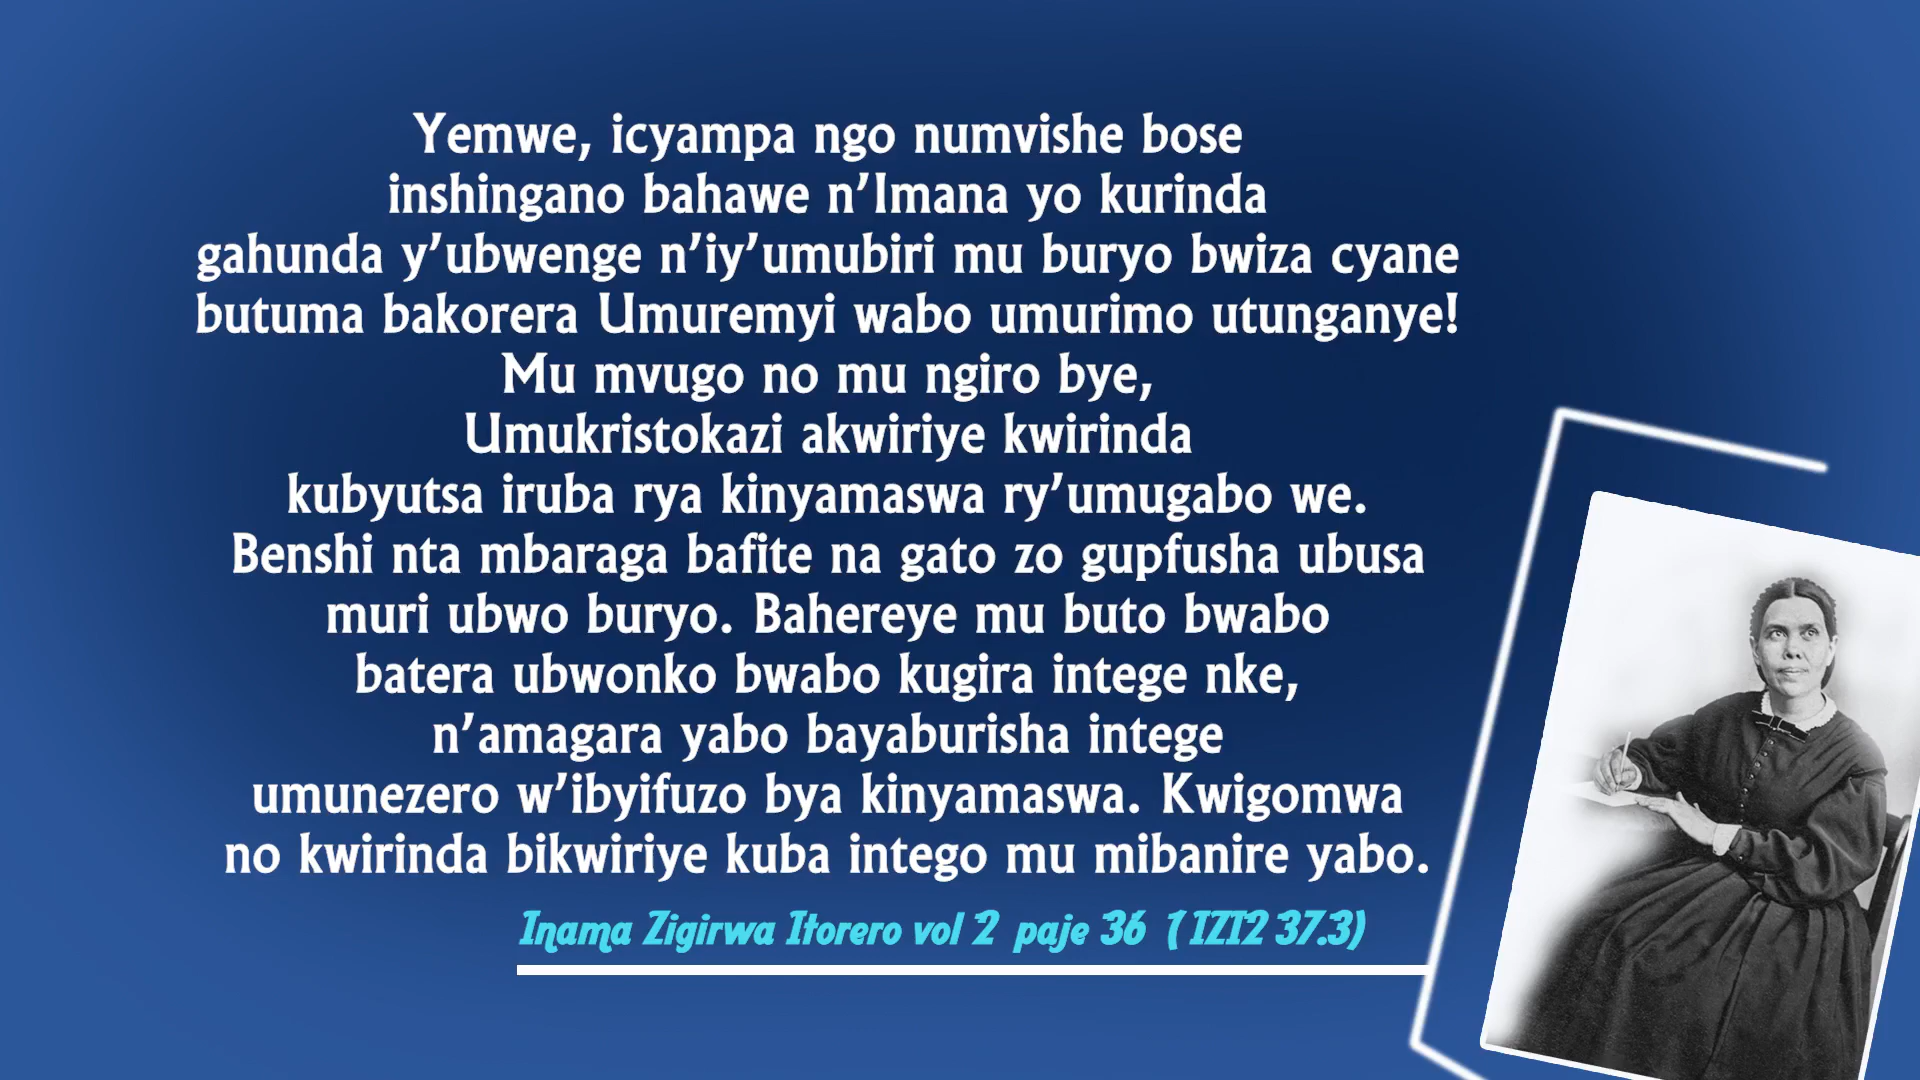 Yemwe, icyampa ngo numvishe bose
inshingano bahawe n’Imana yo kurinda
gahunda y’ubwenge n’iy’umubiri mu buryo bwiza cyane
butuma bakorera Umuremyi wabo umurimo utunganye!
Mu mvugo no mu ngiro bye,
Umukristokazi akwiriye kwirinda
kubyutsa iruba rya kinyamaswa ry’umugabo we.
Benshi nta mbaraga bafite na gato zo gupfusha ubusa
muri ubwo buryo. Bahereye mu buto bwabo
batera ubwonko bwabo kugira intege nke,
n’amagara yabo bayaburisha intege
umunezero w’ibyifuzo bya kinyamaswa. Kwigomwa
no kwirinda bikwiriye kuba intego mu mibanire yabo.
Inama Zigirwa Itorero vol 2 paje 36 ( IZI2 37.3)